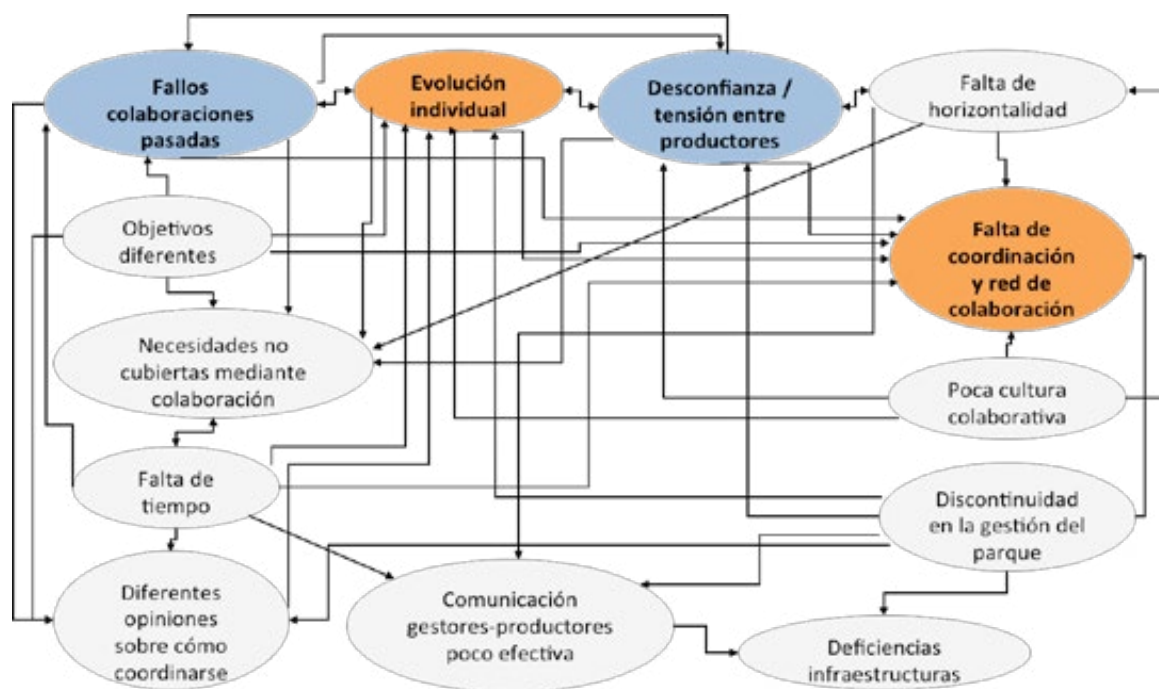 Fallos
colaboraciones
pasadas
Evolución
individual
Desconfianza /
tensión entre
productores
Falta de
horizontalidad
Objetivos
diferentes
Falta de
coordinación
y red de
colaboración
Necesidades no
cubiertas mediante
colaboración
Poca cultura
colaborativa
Falta de
tiempo
Discontinuidad
en la gestión del
parque
Diferentes
opiniones
sobre cómo
coordinarse
Comunicación
gestores-productores
poco efectiva
Deficiencias
infraestructuras